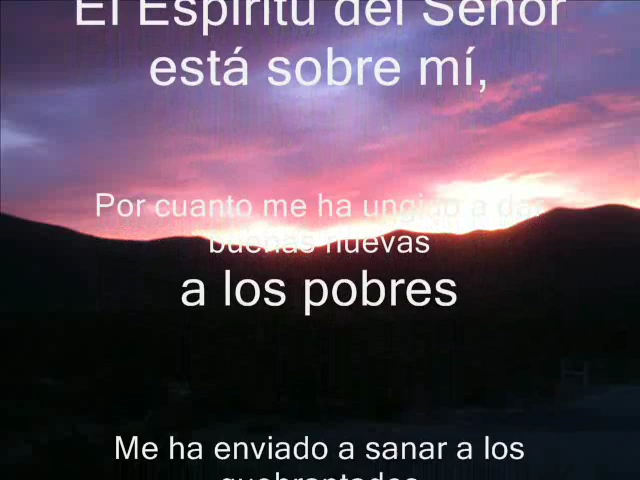 El Espíritu del Señor
está sobre mí,
Por cuanto me ha ungido a dar
buenas nuevas
a los pobres
Me ha enviado a sanar a los
quebrantados